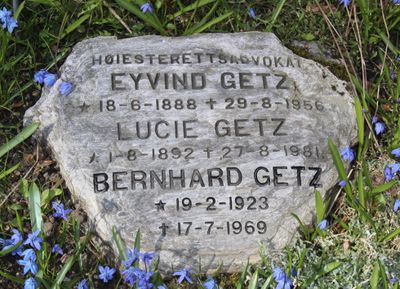 HØIESTERETTSADVOKAT
EYVIND GETZ
★ 18-6-1888 ✝ 29-8-1956
LUCIE GETZ
★ 1-8-1892 ✝ 27-8-1981
BERNHARD GETZ
★ 19-2-1923
✝ 17-7-1969